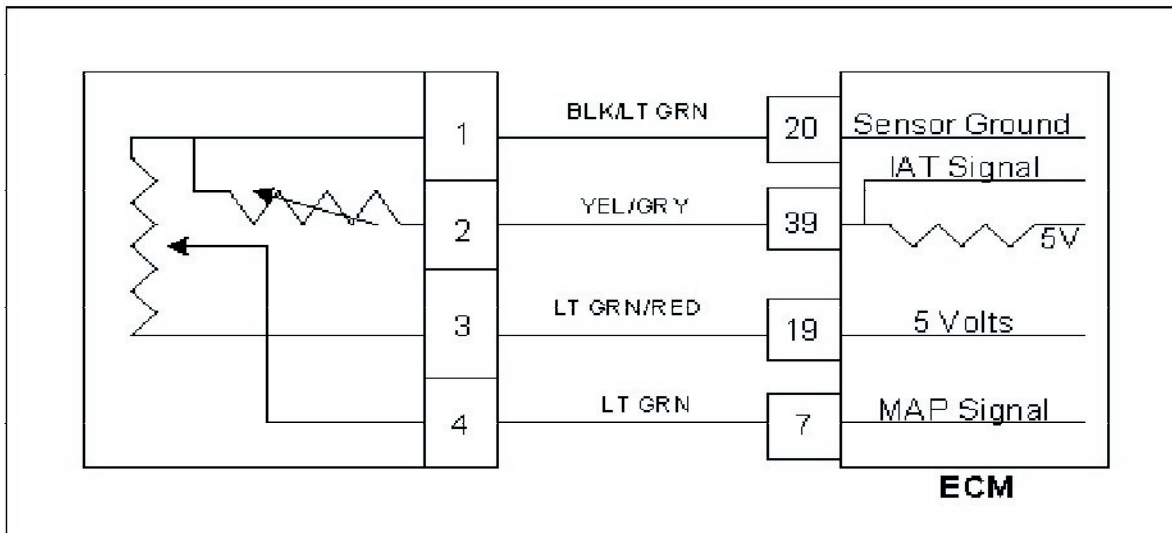 1 BLK/LT GRN 20 Sensor Ground
IAT Signal
2 YEL/GRY 39 5V
3 LT GRN/RED 19 5 Volts
4 LT GRN 7 MAP Signal
ECM